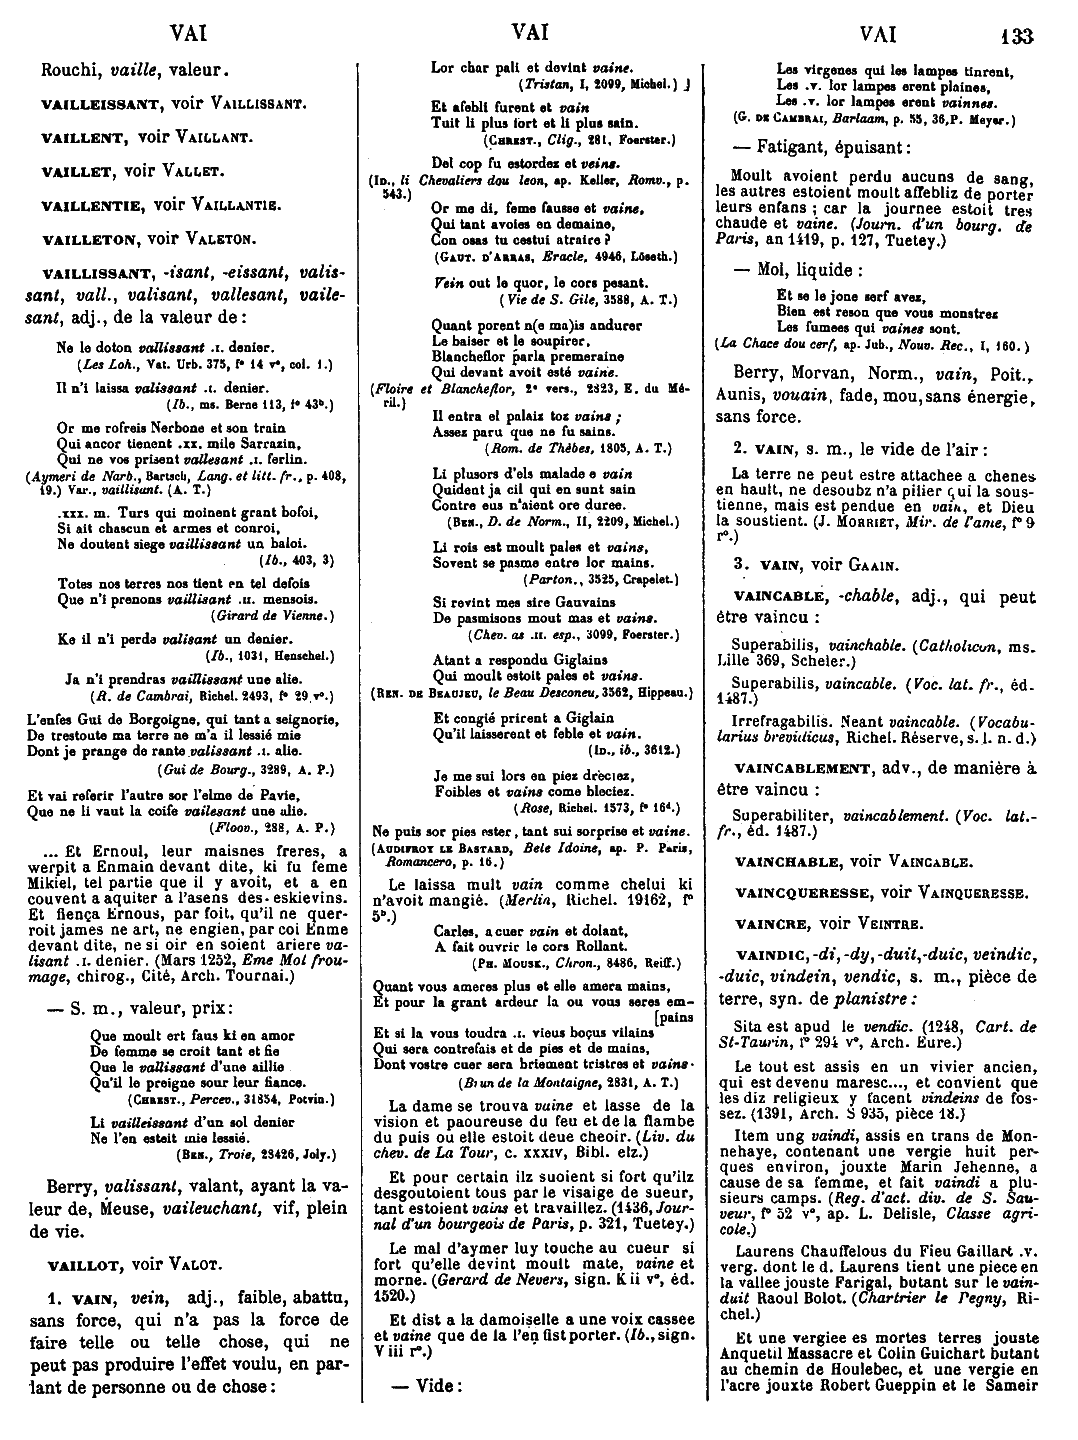 VAI
VAI
VAI
133
Rouchi, vaille, valeur.
VAILLEISSANT, voir VAILLISSANT.
VAILLENT, voir VAILLANT.
VAILLET, voir VALLET.
VAILLENTIE, voir VAILLANTIE.
VAILLETON, voir VALETON.
VAILLISSANT, -isant, -eissant, valis-
sant, vall., valisant, vallesant, vaile-
sant, adj., de la valeur de :
Ne le doton vallissant .I. denier.
(Les Loh., Vat. Urb. 375, f° 14 v°, col. 1.)
Il n'i laissa valissant .I. denier.
(Ib., ms. Berne 113, f° 43b.)
Or me rofreis Nerbone et son train
Qui ancor tienent .XX. mile Sarrazin,
Qui ne vos prisent vallesant .I. ferlin.
(Aymeri de Narb., Bartsch, Lang. et litt. fr., p. 408,
19.) Var., vaillisant. (A. T.)
.XXX. m. Turs qui moinent grant bofoi,
Si ait chascun et armes et conroi,
Ne doutent siege vaillissant un baloi.
(Ib., 403, 3)
Totes nos terres nos tient en tel defois
Que n'i prenons vaillisant .II. mensois.
(Girard de Vienne.)
Ke il n'i perde valisant un denier.
(Ib., 1031, Henschel.)
Ja n'i prendras vaillissant une alie.
(R. de Cambrai, Richel. 2493, f° 29 v°.)
L'enfes Gui de Borgoigne, qui tant a seignorie,
De trestoute ma terre ne m'a il lessié mie
Dont je prange de rante valissant .I. alie.
(Gui de Bourg., 3289, A. P.)
Et vai referir l'autre sor l'elme de Pavie,
Que ne li vaut la coife vailesant une alie.
(Floov., 288, A. P.)
... Et Ernoul, leur maisnes freres, a
werpit a Enmain devant dite, ki fu feme
Mikiel, tel partie que il y avoit, et a en
couvent a aquiter a l'asens des eskievins.
Et fiença Ernous, par foit, qu'il ne quer-
roit james ne art, ne engien, par coi Enme
devant dite, ne si oir en soient ariere va-
lisant .I. denier. (Mars 1252, Eme Mol frou-
mage, chirog., Cité, Arch. Tournai.)
— S. m., valeur, prix :
Que moult ert faus ki en amor
De femme se croit tant et fie
Que le vallissant d'une aillie
Qu'il le preigne sour leur fiance.
(CHREST., Percev., 31854, Potvin.)
Li vailleissant d'un sol denier
Ne l'en esteit mie lessié.
(BEN., Troie, 23426, Joly.)
Berry, valissant, valant, ayant la va-
leur de, Meuse, vaileuchant, vif, plein
de vie.
VAILLOT, voir VALOT.
1. VAIN, vein, adj., faible, abattu,
sans force, qui n'a pas la force de
faire telle ou telle chose, qui ne
peut pas produire l'effet voulu, en par-
lant de personne ou de chose :
Lor char pali et devint vaine.
(Tristan, I, 2099, Michel.) J
Et afebli furent et vain
Tuit li plus fort et li plus sain.
(CHREST., Clig., 281, Foerster.)
Del cop fu estordez et veins.
(ID., li Chevaliers dou leon, ap. Keller, Romv., p.
543.)
Or me di, feme fausse et vaine,
Qui tant avoies en demaine,
Con osas tu cestui atraire ?
(GAUT. D'ARRAS, Eracle, 4946, Löseth.)
Vein out le quor, le cors pesant.
(Vie de S. Gile, 3588, A. T.)
Quant porent n(e ma)is andurer
Le baiser et le soupirer,
Blancheflor parla premeraine
Qui devant avoit esté vaine.
(Floire et Blancheflor, 2e vers., 2823, E. du Mé-
ril.)
Il entra el palaiz toz vains ;
Assez paru que ne fu sains.
(Rom. de Thèbes, 1805, A. T.)
Li plusors d'els malade e vain
Quident ja cil qui en sunt sain
Contre eus n'aient ore duree.
(BEN., D. de Norm., II, 2209, Michel.)
Li rois est moult pales et vains,
Sovent se pasme entre lor mains.
(Parton., 3525, Crapelet.)
Si revint mes sire Gauvains
De pasmisons mout mas et vains.
(Chev. as .II. esp., 3099, Foerster.)
Atant a respondu Giglains
Qui moult estoit pales et vains.
(REN. DE BEAUJEU, le Beau Desconeu, 3562, Hippeau.)
Et congié prirent a Giglain
Qu'il laisserent et feble et vain.
(ID., ib., 3612.)
Je me sui lors en piez dreciez,
Foibles et vains come bleciez.
(Rose, Richel. 1573, f° 16d.)
Ne puis sor pies ester, tant sui sorprise et vaine.
(AUDIFROY LE BASTARD, Bele Idoine, ap. P. Paris,
Romancero, p. 16.)
Le laissa mult vain comme chelui ki
n'avoit mangié. (Merlin, Richel. 19162, f°
5b.)
Carles, a cuer vain et dolant,
A fait ouvrir le cors Rollant.
(PH. MOUSK., Chron., 8486, Reiff.)
Quant vous ameres plus et elle amera mains,
Et pour la grant ardeur la ou vous seres em-
[pains
Et si la vous toudra .I. vieus boçus vilains
Qui sera contrefais et de pies et de mains,
Dont vostre cuer sera briement tristres et vains.
(Brun de la Montaigne, 2831, A. T.)
La dame se trouva vaine et lasse de la
vision et paoureuse du feu et de la flambe
du puis ou elle estoit deue cheoir. (Liv. du
chev. de La Tour, c. XXXIV, Bibl. elz.)
Et pour certain ilz suoient si fort qu'ilz
desgoutoient tous par le visaige de sueur,
tant estoient vains et travaillez. (1436, Jour-
nal d'un bourgeois de Paris, p. 321, Tuetey.)
Le mal d'aymer luy touche au cueur si
fort qu'elle devint moult mate, vaine et
morne. (Gerard de Nevers, sign. K ii v°, éd.
1520.)
Et dist a la damoiselle a une voix cassee
et vaine que de la l'en fist porter. (Ib., sign.
V iii r°.)
— Vide :
Les virgenes qui les lampes tinrent,
Les .V. lor lampes erent plaines,
Les .V. lor lampes erent vainnes.
(G. DE CAMBRAI, Barlaam, p. 55, 36, P. Meyer.)
— Fatigant, épuisant :
Moult avoient perdu aucuns de sang,
les autres estoient moult affebliz de porter
leurs enfans ; car la journee estoit tres
chaude et vaine. (Journ. d'un bourg. de
Paris, an 1419, p. 127, Tuetey.)
— Mol, liquide :
Et se le jone serf avez,
Bien est reson que vous monstrez
Les fumees qui vaines sont.
(La Chace dou cerf, ap. Jub., Nouv. Rec., I, 160.)
Berry, Morvan, Norm., vain, Poit.,
Aunis, vouain, fade, mou, sans énergie,
sans force.
2. VAIN, s. m., le vide de l'air :
La terre ne peut estre attachee a chenes
en hault, ne desoubz n'a pilier qui la sous-
tienne, mais est pendue en vain, et Dieu
la soustient. (J. MORRIET, Mir. de l'ame, f° 9
r°.)
3. VAIN, voir GAAIN.
VAINCABLE, -chable, adj., qui peut
être vaincu :
Superabilis, vainchable. (Catholicon, ms.
Lille 369, Scheler.)
Superabilis, vaincable. (Voc. lat. fr., éd.
1487.)
Irrefragabilis. Neant vaincable. (Vocabu-
larius brevidicus, Richel. Réserve, s. l. n. d.)
VAINCABLEMENT, adv., de manière à
être vaincu :
Superabiliter, vaincablement. (Voc. lat.-
fr., éd. 1487.)
VAINCHABLE, voir VAINCABLE.
VAINCQUERESSE, voir VAINQUERESSE.
VAINCRE, voir VEINTRE.
VAINDIC, -di, -dy, -duit, -duic, veindic,
-duic, vindein, vendic, s. m., pièce de
terre, syn. de planistre :
Sita est apud le vendic. (1248, Cart. de
St-Taurin, f° 294 v°, Arch. Eure.)
Le tout est assis en un vivier ancien,
qui est devenu maresc..., et convient que
les diz religieux y facent vindeins de fos-
sez. (1391, Arch. S 935, pièce 18.)
Item ung vaindi, assis en trans de Mon-
nehaye, contenant une vergie huit per-
ques environ, jouxte Marin Jehenne, a
cause de sa femme, et fait vaindi a plu-
sieurs camps. (Reg. d'act. div. de S. Sau-
veur, f° 52 v°, ap. L. Delisle, Classe agri-
cole.)
Laurens Chauffelous du Fieu Gaillart .V.
verg. dont le d. Laurens tient une piece en
la vallee jouste Farigal, butant sur le vain-
duit Raoul Bolot. (Chartrier le Pegny, Ri-
chel.)
Et une vergiee es mortes terres jouste
Anquetil Massacre et Colin Guichart butant
au chemin de Houlebec, et une vergie en
l'acre jouxte Robert Gueppin et le Sameir